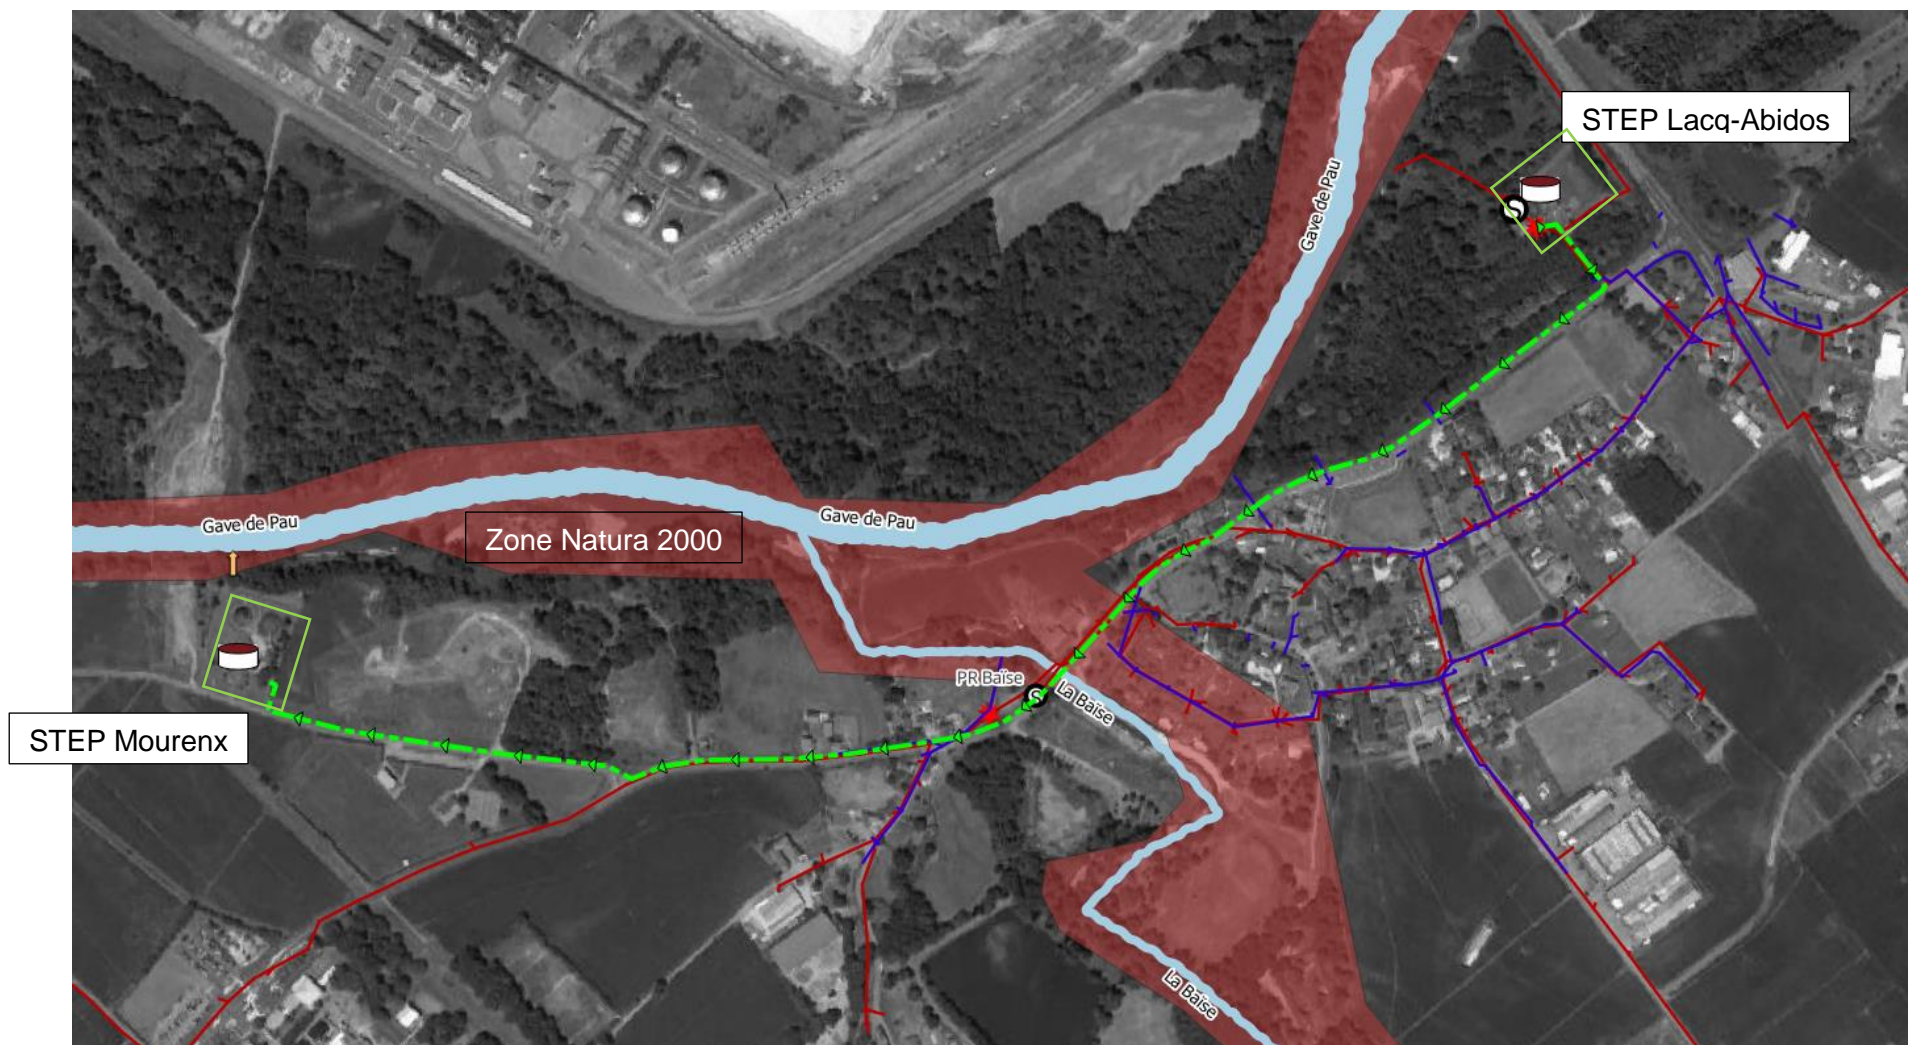 STEP Lacq-Abidos
Gave de Pau
Gave de Pau
Gave de Pau
Zone Natura 2000
PR Baïse
S
La Baïse
STEP Mourenx
La Baïse